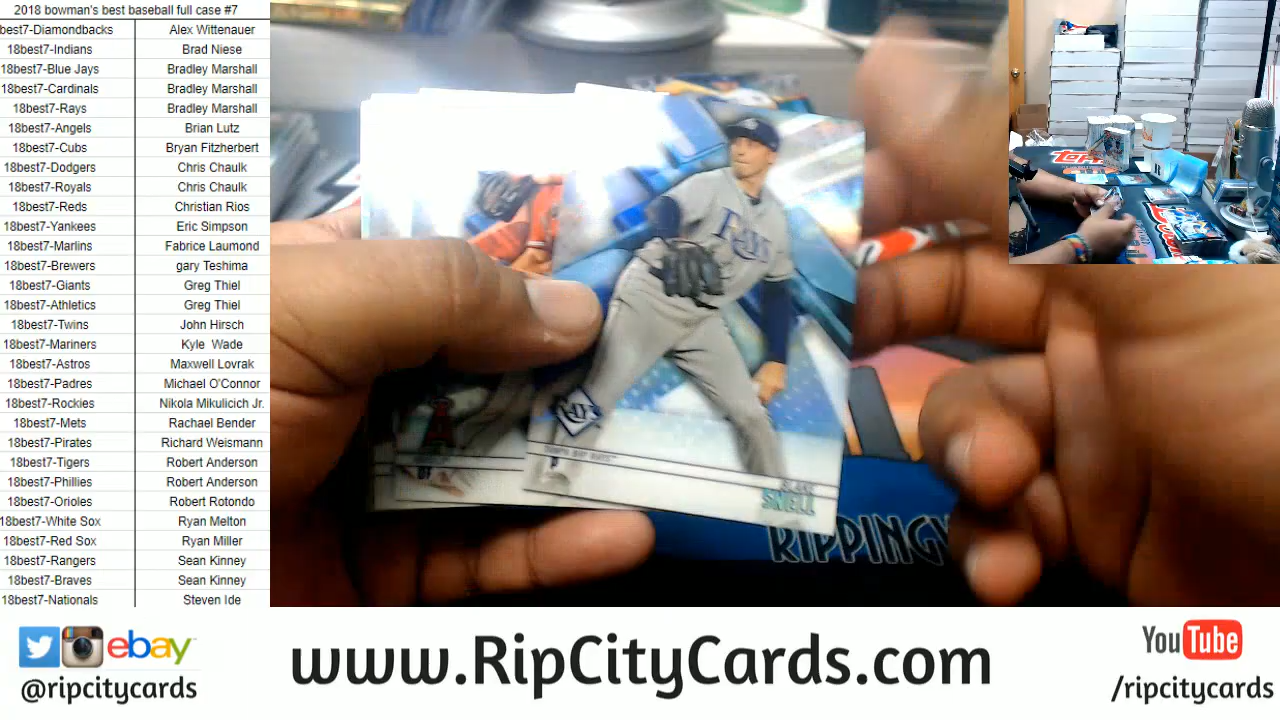 2018 bowman's best baseball full case #7
best7-Diamondbacks Alex Wittenauer
18best7-Indians Brad Niese
18best7-Blue Jays Bradley Marshall
18best7-Cardinals Bradley Marshall
18best7-Rays Bradley Marshall
18best7-Angels Brian Lutz
18best7-Cubs Bryan Fitzherbert
18best7-Dodgers Chris Chaulk
18best7-Royals Chris Chaulk
18best7-Reds Christian Rios
18best7-Yankees Eric Simpson
18best7-Marlins Fabrice Laumond
18best7-Brewers gary Teshima
18best7-Giants Greg Thiel
18best7-Athletics Greg Thiel
18best7-Twins John Hirsch
18best7-Mariners Kyle Wade
18best7-Astros Maxwell Lovrak
18best7-Padres Michael O'Connor
18best7-Rockies Nikola Mikulicich Jr.
18best7-Mets Rachael Bender
18best7-Pirates Richard Weismann
18best7-Tigers Robert Anderson
18best7-Phillies Robert Anderson
18best7-Orioles Robert Rotondo
18best7-White Sox Ryan Melton
18best7-Red Sox Ryan Miller
18best7-Rangers Sean Kinney
18best7-Braves Sean Kinney
18best7-Nationals Steven Ide
RAYS
RAYS
TAMPA BAY RAYS™
P
BLAKE
SNELL
RIPPING
topps
ebay™
@ripcitycards
www.RipCityCards.com
YouTube
/ripcitycards